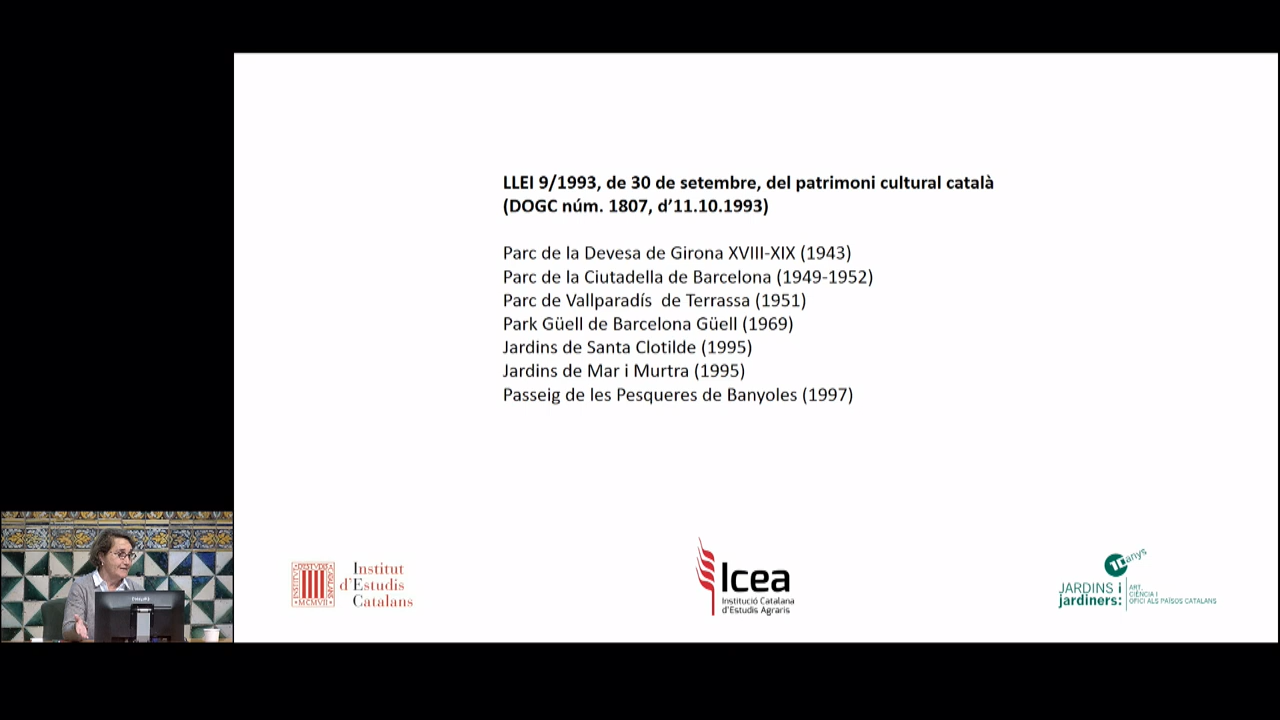 LLEI 9/1993, de 30 de setembre, del patrimoni cultural català
(DOGC núm. 1807, d’11.10.1993)
Parc de la Devesa de Girona XVIII-XIX (1943)
Parc de la Ciutadella de Barcelona (1949-1952)
Parc de Vallparadís  de Terrassa (1951)
Park Güell de Barcelona Güell (1969)
Jardins de Santa Clotilde (1995)
Jardins de Mar i Murtra (1995)
Passeig de les Pesqueres de Banyoles (1997)
MCMVII
Institut
d'Estudis
Catalans
Icea
Institució Catalana
d'Estudis Agraris
10anys
JARDINS i
jardiners:
ART,
CIÈNCIA I
OFICI ALS PAÏSOS CATALANS